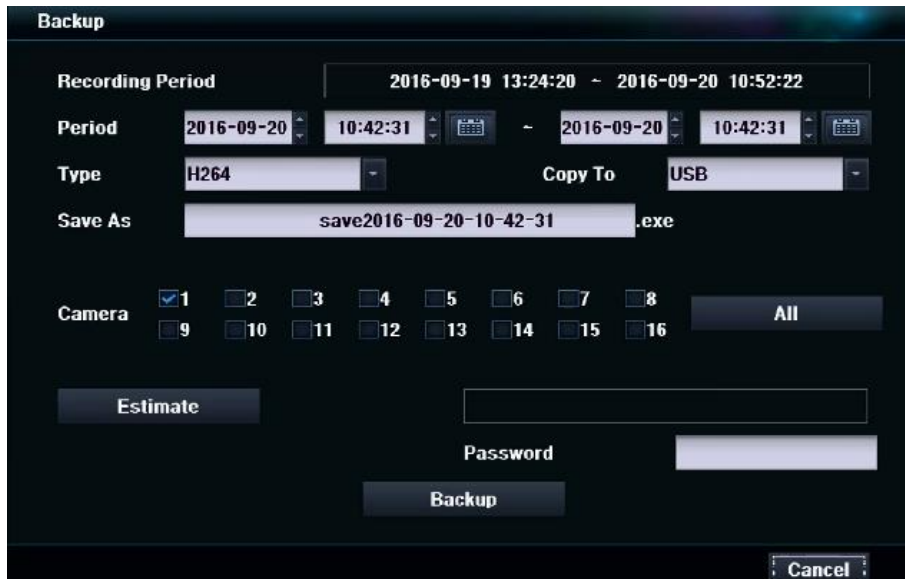 Backup
Recording Period 2016-09-19 13:24:20 ~ 2016-09-20 10:52:22
Period 2016-09-20 10:42:31 ~ 2016-09-20 10:42:31
Type H264 Copy To USB
Save As save2016-09-20-10-42-31 .exe
Camera 1 2 3 4 5 6 7 8 All
9 10 11 12 13 14 15 16
Estimate
Password
Backup
Cancel